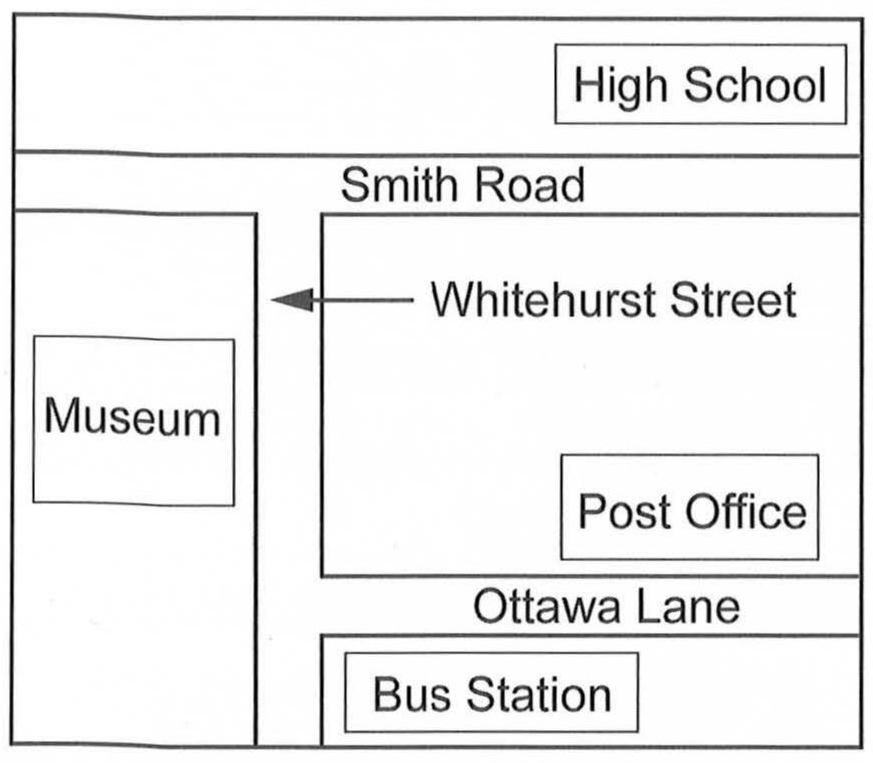 High School
Smith Road
Whitehurst Street
Museum
Post Office
Ottawa Lane
Bus Station